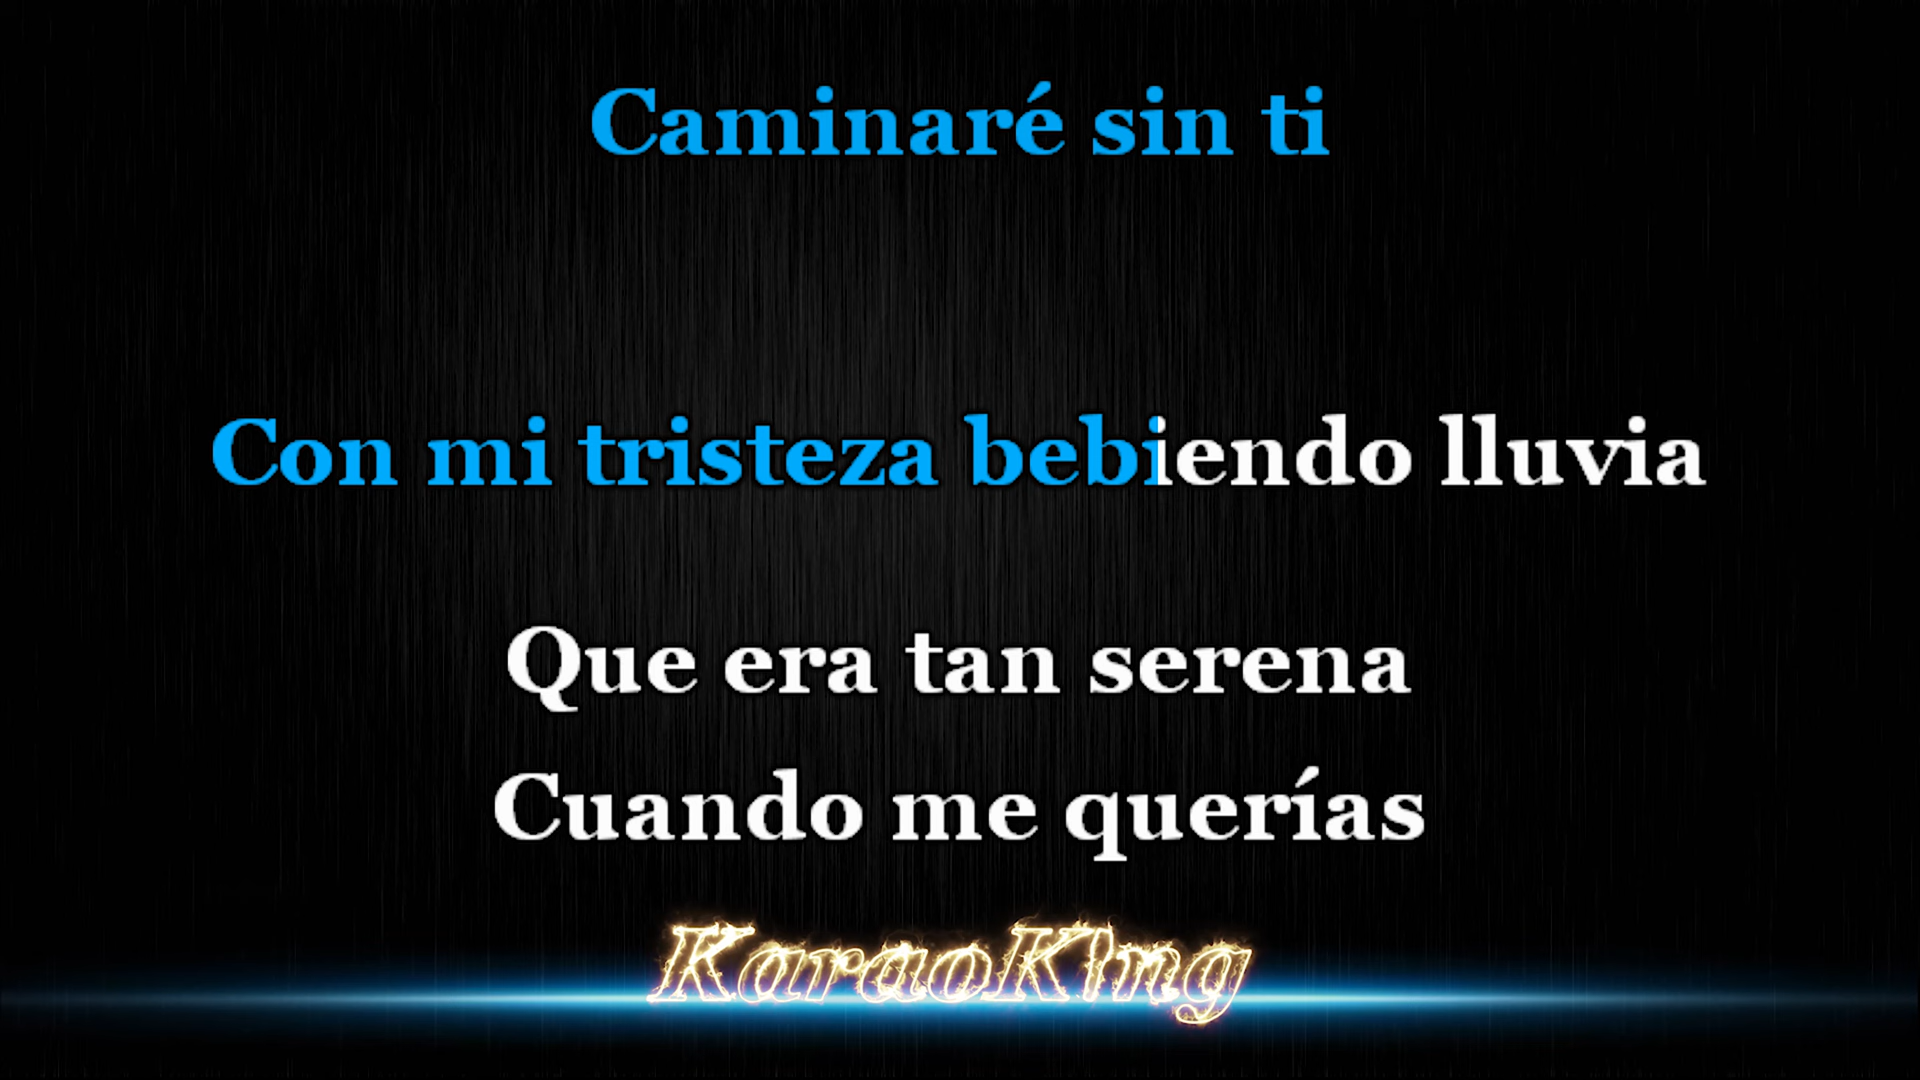 Caminaré sin ti
Con mi tristeza bebiendo lluvia
Que era tan serena
Cuando me querías
KaraoKing